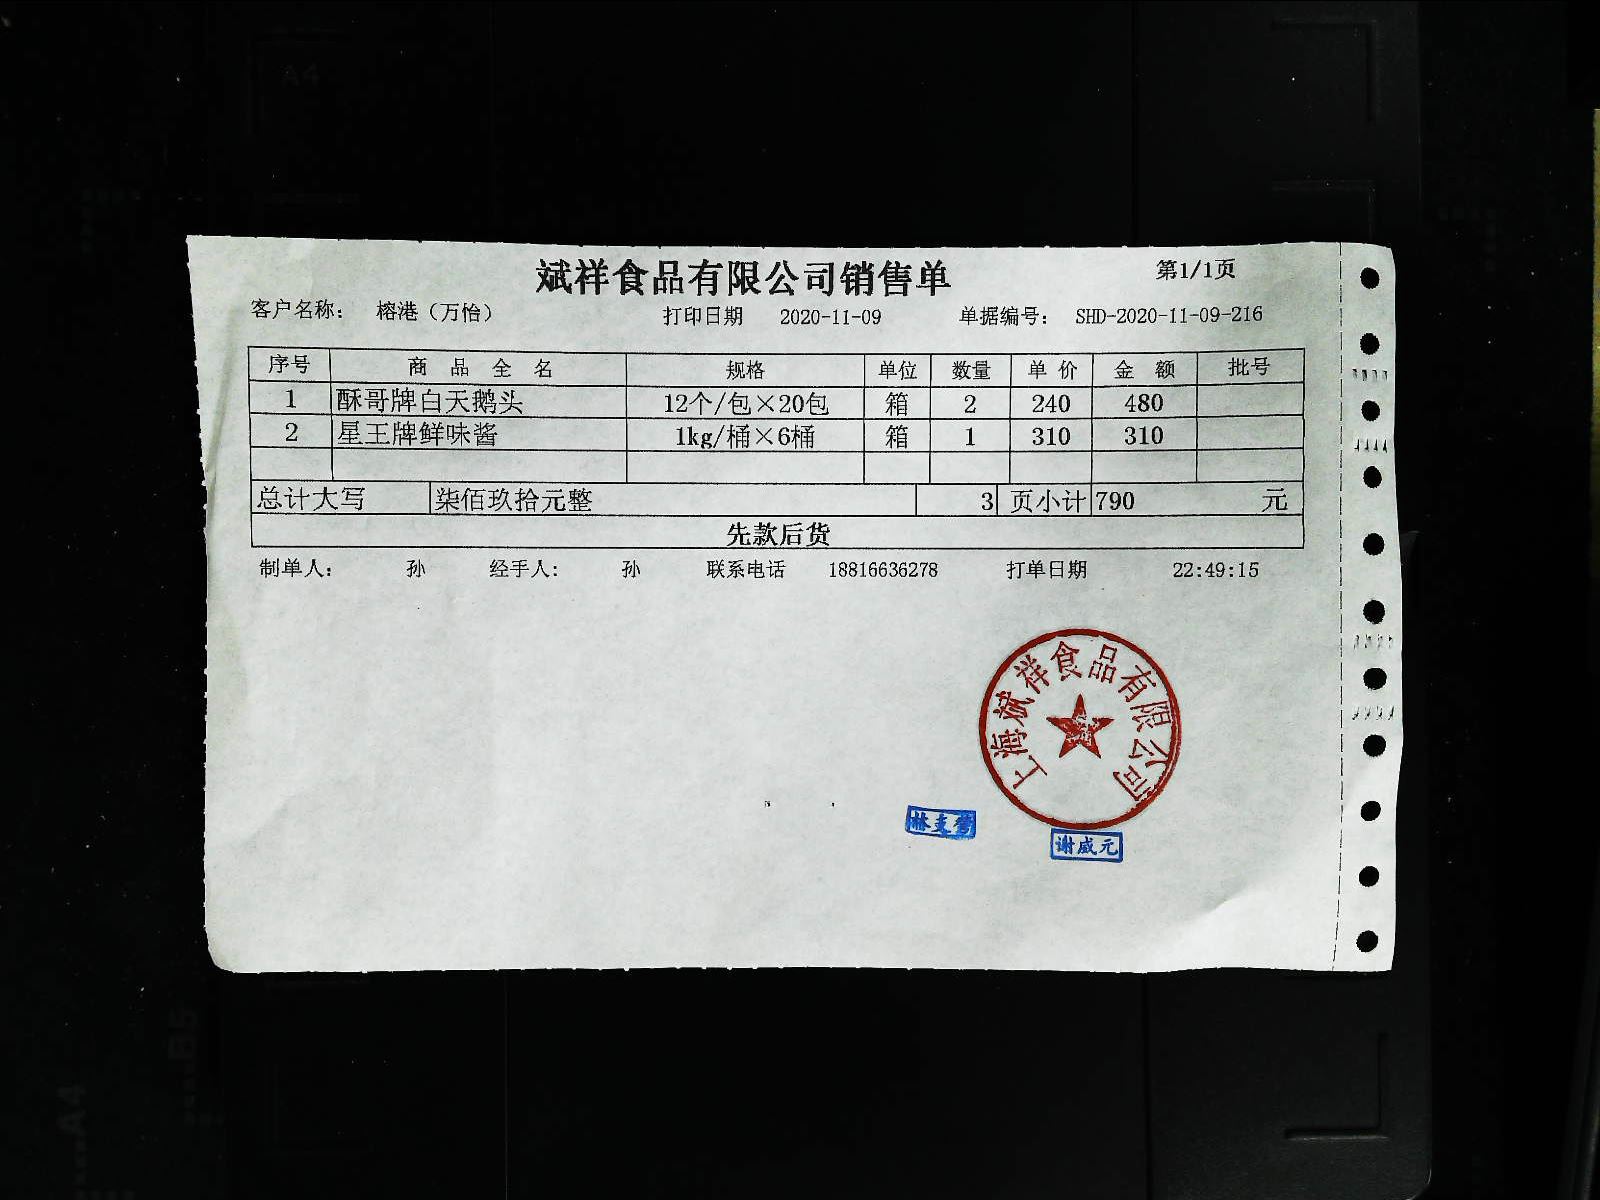 斌祥食品有限公司销售单
第1/1页
客户名称： 榕港（万怡） 打印日期 2020-11-09 单据编号： SHD-2020-11-09-216
序号 商品全名 规格 单位 数量 单价 金额 批号
1 酥哥牌白天鹅头 12个/包×20包 箱 2 240 480
2 星王牌鲜味酱 1kg/桶×6桶 箱 1 310 310
总计大写 柒佰玖拾元整 3 页小计 790 元
先款后货
制单人： 孙 经手人： 孙 联系电话 18816636278 打单日期 22:49:15
上海斌祥食品有限公司
谢威元
A4
B5
A4